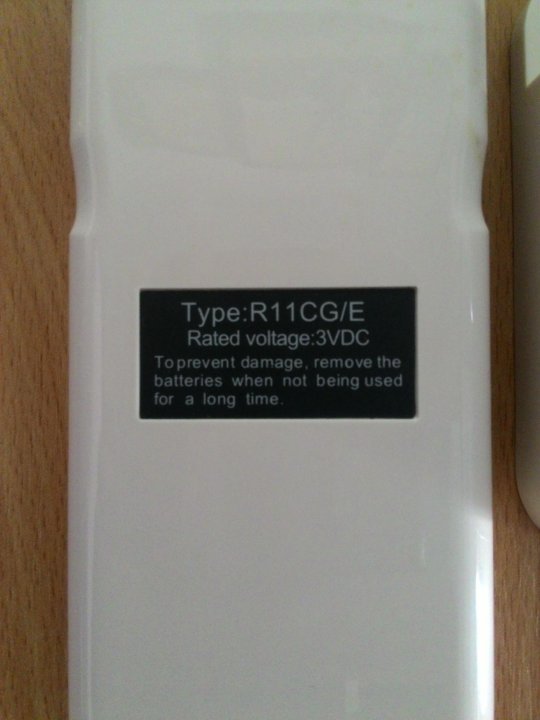 Type:R11CG/E
Rated voltage:3VDC
To prevent damage, remove the
batteries when not being used
for a long time.